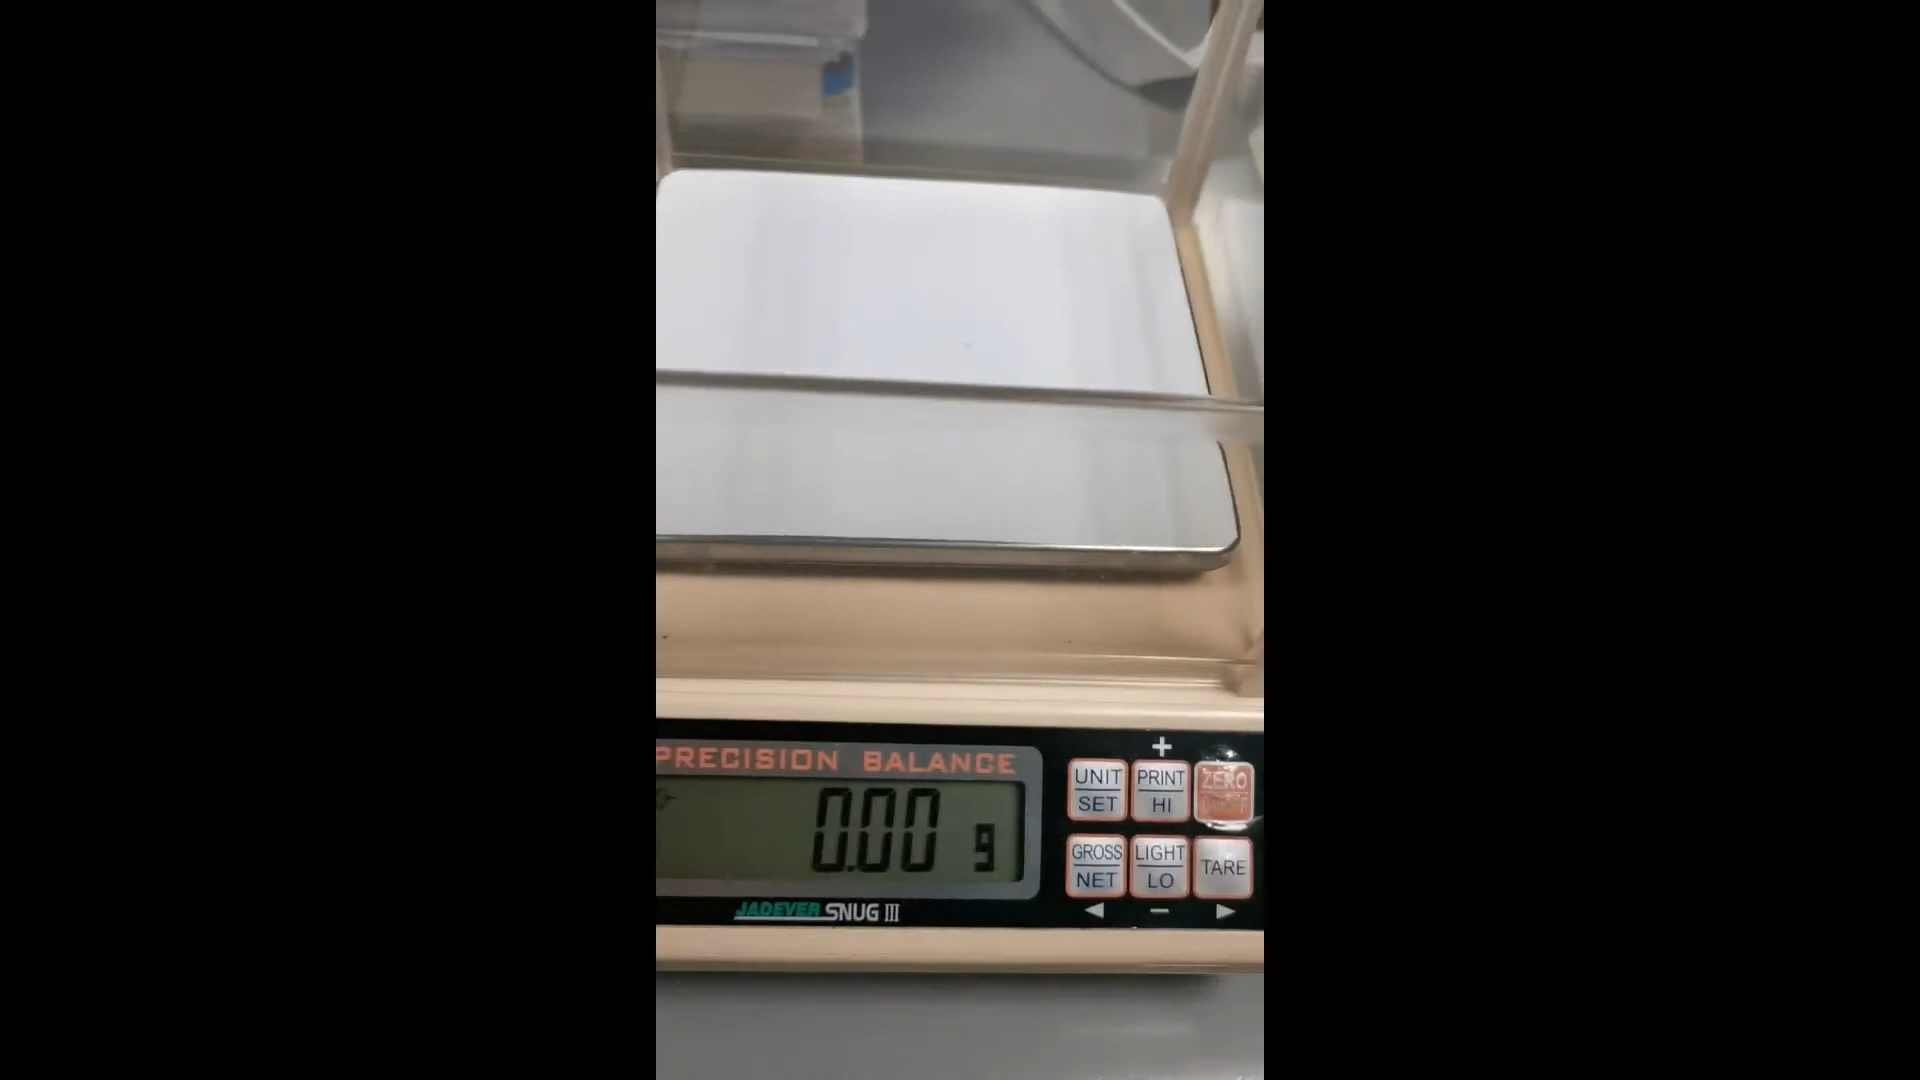 PRECISION BALANCE
0.00 g
JADEVER SNUG III
+
UNIT
SET
PRINT
HI
ZERO
GROSS
NET
LIGHT
LO
TARE
−